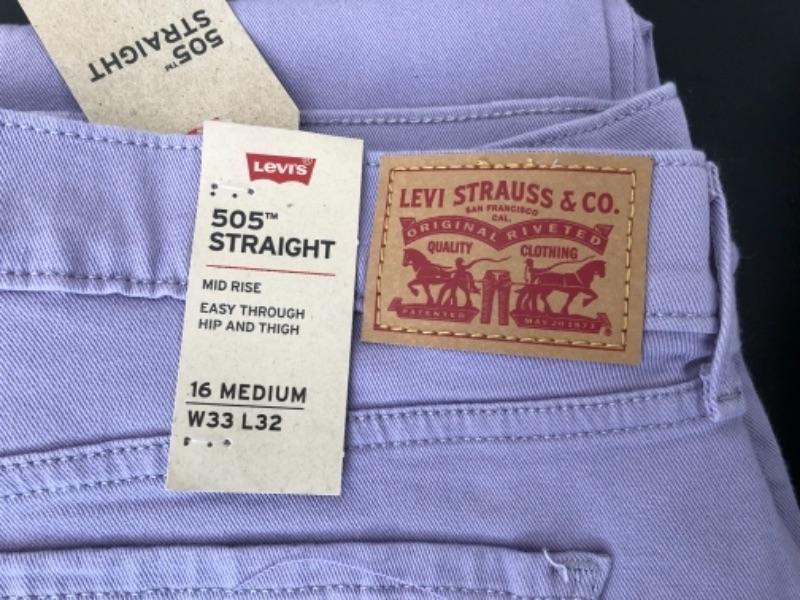 505™
STRAIGHT
LEVI'S®
505™
STRAIGHT
MID RISE
EASY THROUGH
HIP AND THIGH
16 MEDIUM
W33 L32
LEVI STRAUSS & CO.
SAN FRANCISCO
CAL.
ORIGINAL RIVETED
QUALITY CLOTHING
PATENTED MAY 20 1873
®